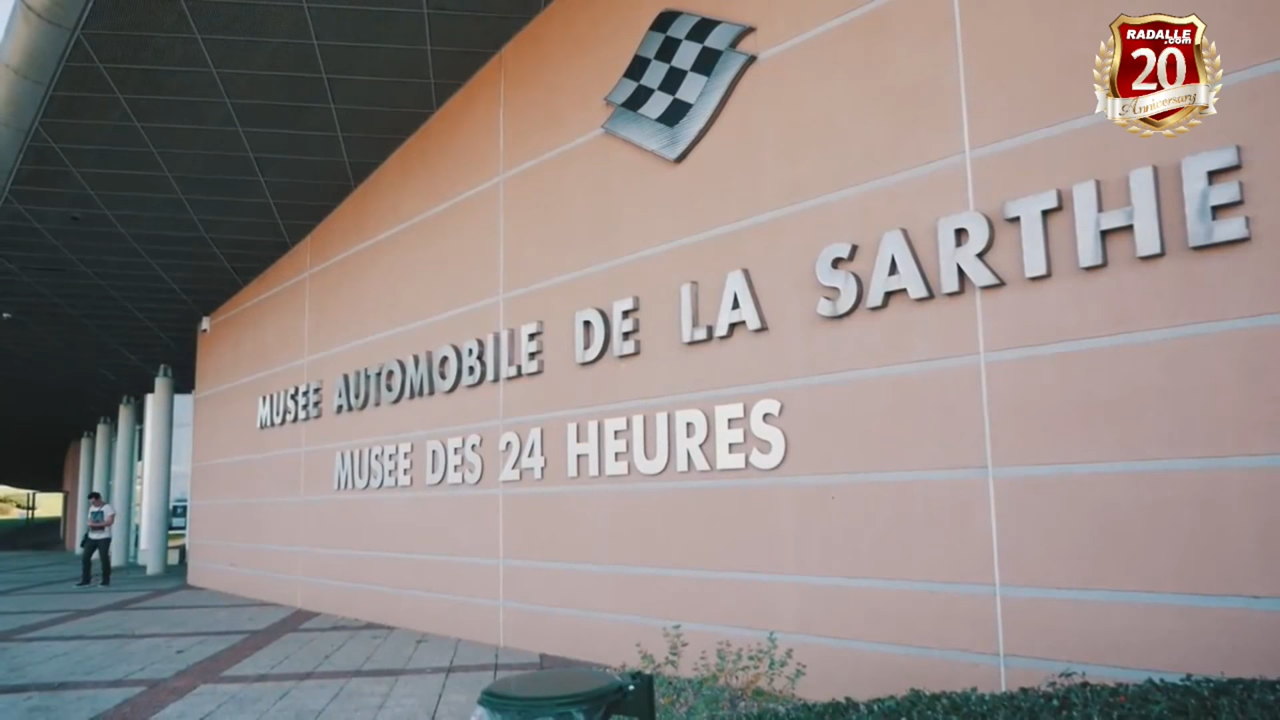 RADALLE
.com
20
Anniversary
MUSEE AUTOMOBILE DE LA SARTHE
MUSEE DES 24 HEURES